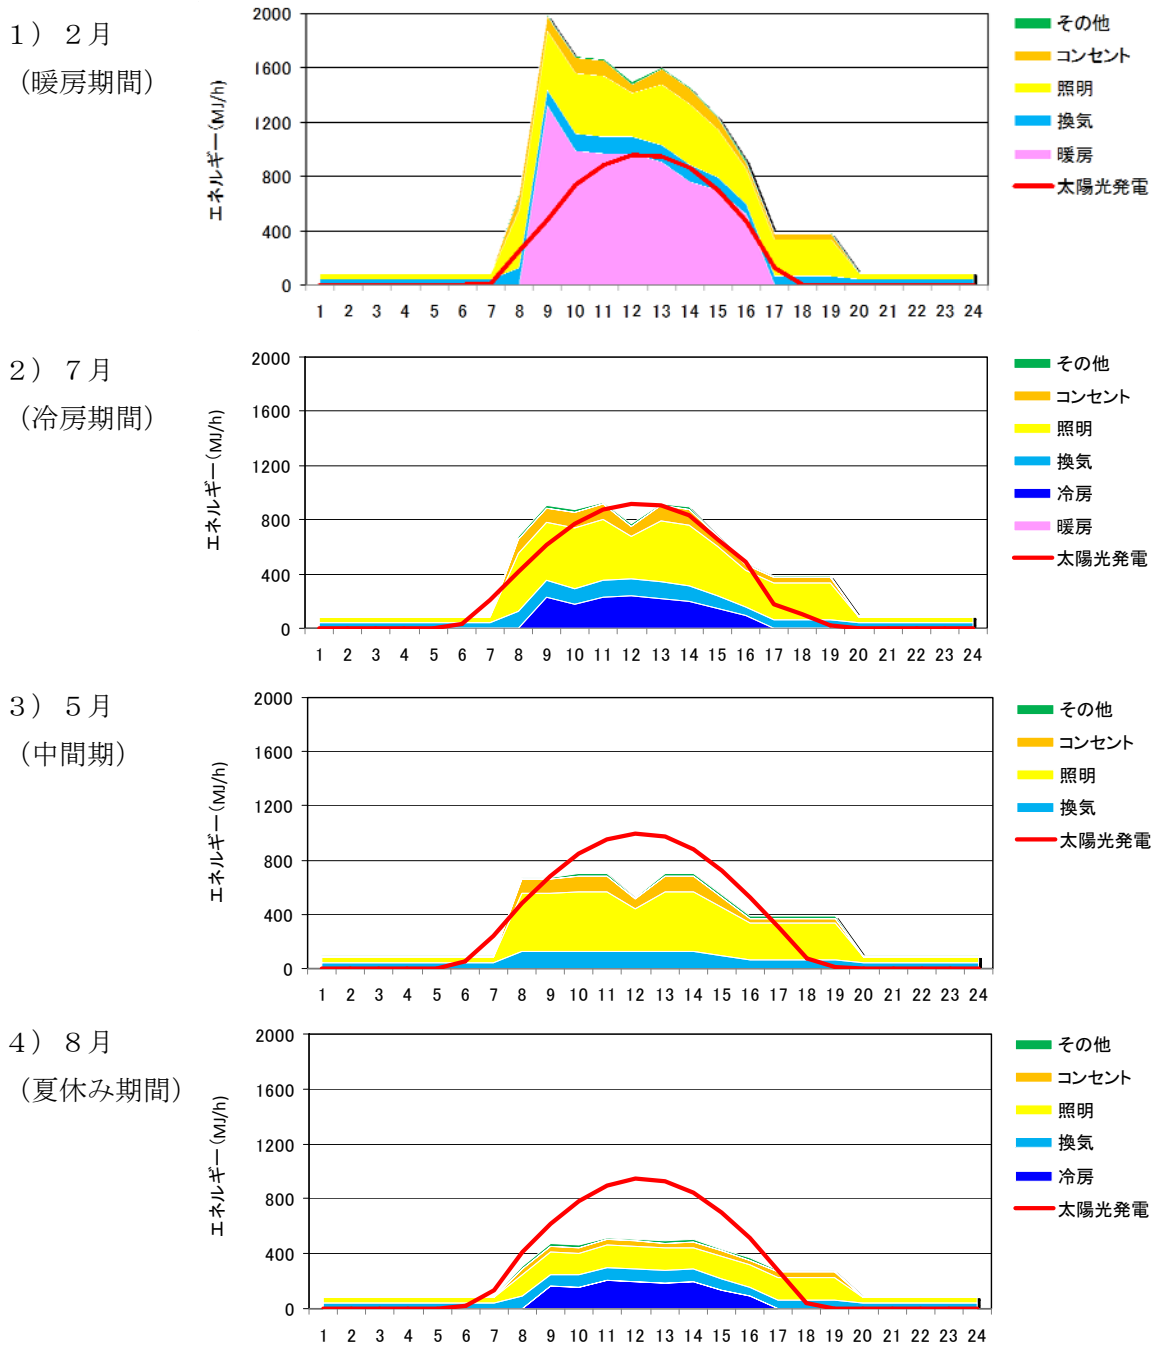 １）２月
（暖房期間）
エネルギー（MJ/h）
2000
1600
1200
800
400
0
1 2 3 4 5 6 7 8 9 10 11 12 13 14 15 16 17 18 19 20 21 22 23 24
その他
コンセント
照明
換気
暖房
太陽光発電
２）７月
（冷房期間）
エネルギー（MJ/h）
2000
1600
1200
800
400
0
1 2 3 4 5 6 7 8 9 10 11 12 13 14 15 16 17 18 19 20 21 22 23 24
その他
コンセント
照明
換気
冷房
暖房
太陽光発電
３）５月
（中間期）
エネルギー（MJ/h）
2000
1600
1200
800
400
0
1 2 3 4 5 6 7 8 9 10 11 12 13 14 15 16 17 18 19 20 21 22 23 24
その他
コンセント
照明
換気
太陽光発電
４）８月
（夏休み期間）
エネルギー（MJ/h）
2000
1600
1200
800
400
0
1 2 3 4 5 6 7 8 9 10 11 12 13 14 15 16 17 18 19 20 21 22 23 24
その他
コンセント
照明
換気
冷房
太陽光発電